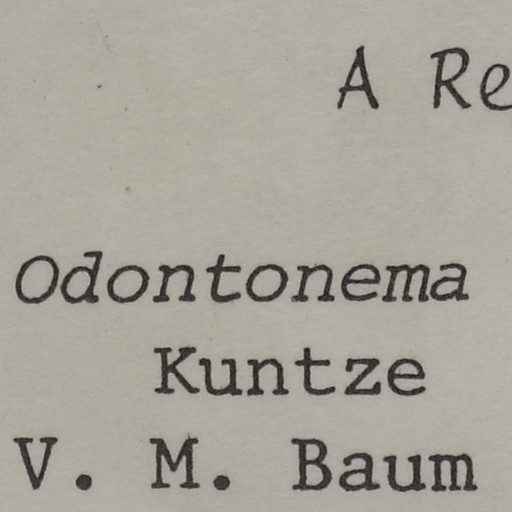 A Re
Odontonema
Kuntze
V. M. Baum